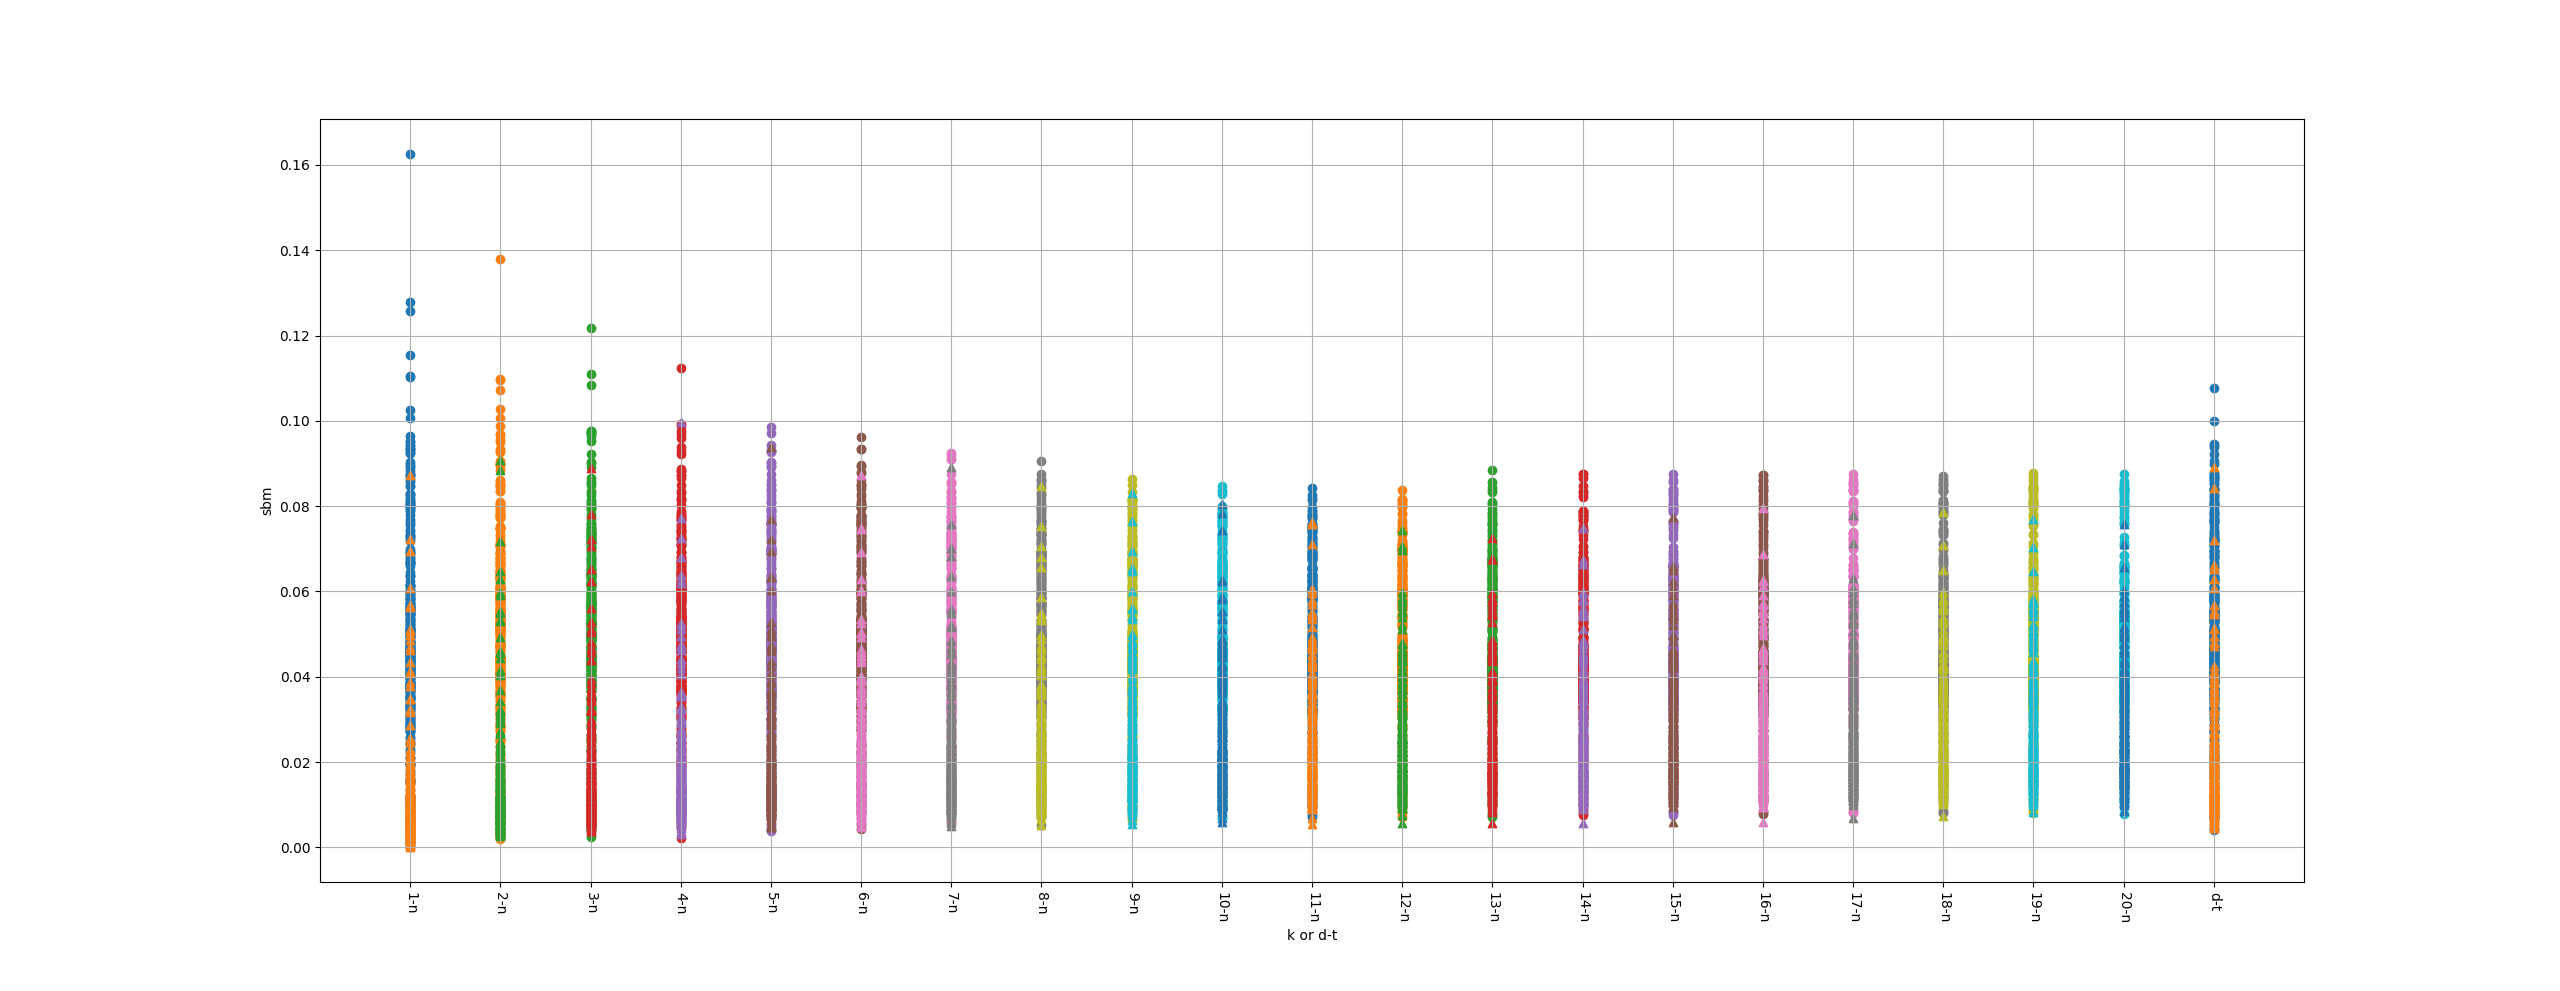 sbm
0.16
0.14
0.12
0.10
0.08
0.06
0.04
0.02
0.00
1-n
2-n
3-n
4-n
5-n
6-n
7-n
8-n
9-n
10-n
11-n
12-n
13-n
14-n
15-n
16-n
17-n
18-n
19-n
20-n
d-t
k or d-t